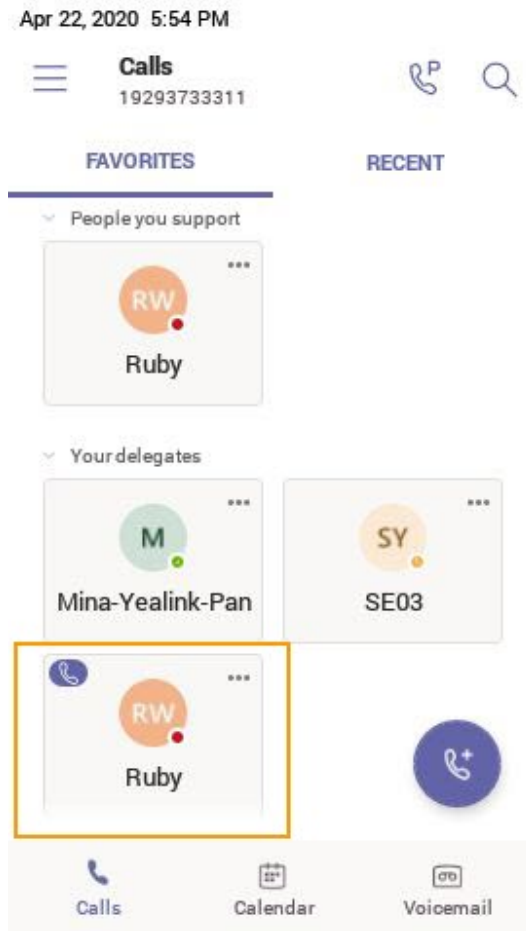 Apr 22, 2020 5:54 PM
Calls
19293733311
P
FAVORITES RECENT
People you support
RW
Ruby
Your delegates
M SY
Mina-Yealink-Pan SE03
RW
Ruby
Calls Calendar Voicemail